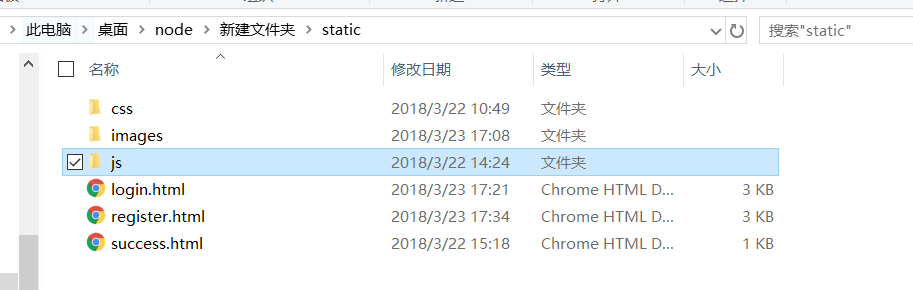 此电脑 > 桌面 > node > 新建文件夹 > static 搜索"static"
名称 修改日期 类型 大小
css 2018/3/22 10:49 文件夹
images 2018/3/23 17:08 文件夹
js 2018/3/22 14:24 文件夹
login.html 2018/3/23 17:21 Chrome HTML D... 3 KB
register.html 2018/3/23 17:34 Chrome HTML D... 3 KB
success.html 2018/3/22 15:18 Chrome HTML D... 1 KB